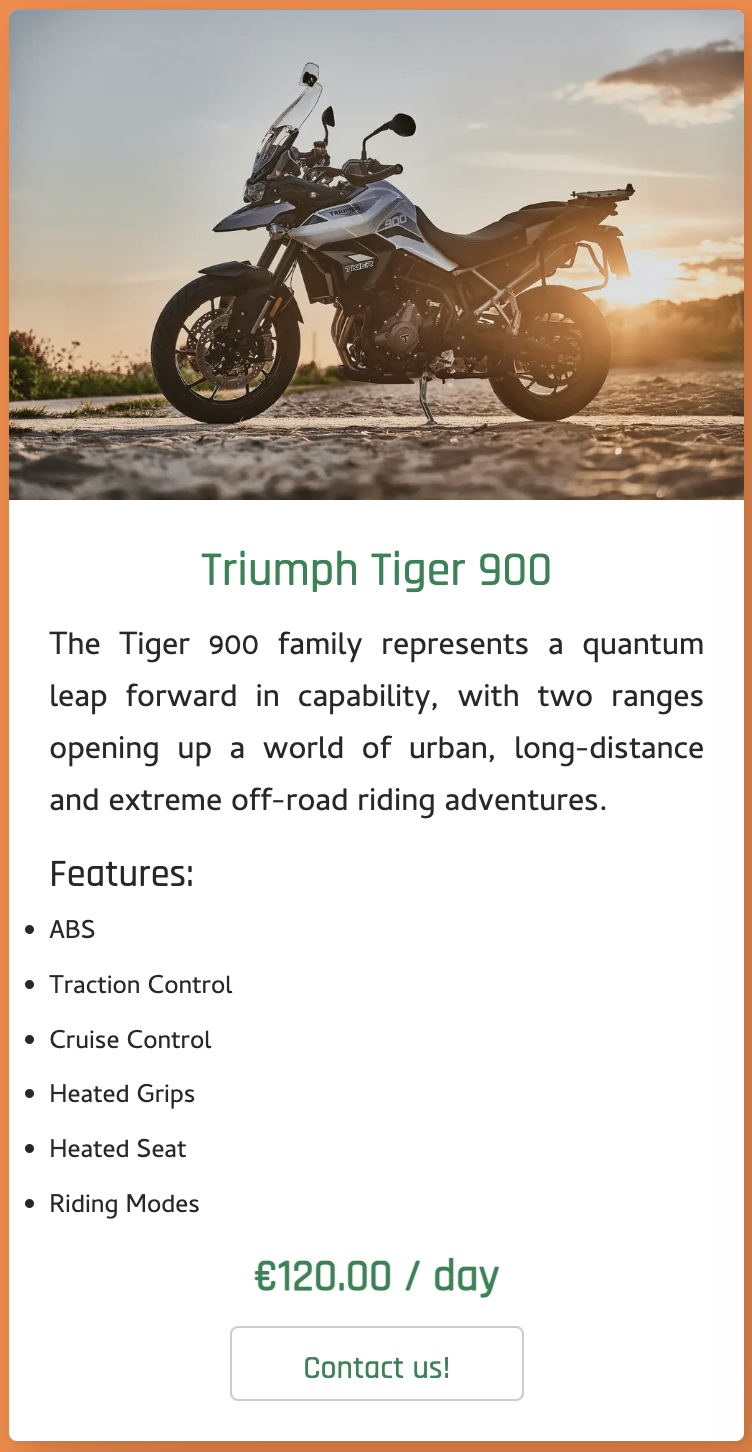 TRIUMPH
900
TIGER
Triumph Tiger 900
The Tiger 900 family represents a quantum
leap forward in capability, with two ranges
opening up a world of urban, long-distance
and extreme off-road riding adventures.
Features:
• ABS
• Traction Control
• Cruise Control
• Heated Grips
• Heated Seat
• Riding Modes
€120.00 / day
Contact us!